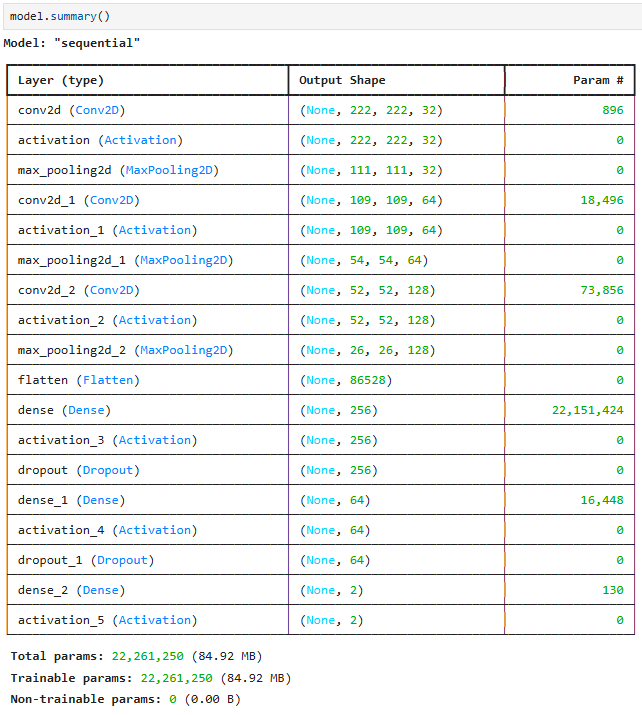 model.summary()
Model: "sequential"
Layer (type) Output Shape Param #
conv2d (Conv2D) (None, 222, 222, 32) 896
activation (Activation) (None, 222, 222, 32) 0
max_pooling2d (MaxPooling2D) (None, 111, 111, 32) 0
conv2d_1 (Conv2D) (None, 109, 109, 64) 18,496
activation_1 (Activation) (None, 109, 109, 64) 0
max_pooling2d_1 (MaxPooling2D) (None, 54, 54, 64) 0
conv2d_2 (Conv2D) (None, 52, 52, 128) 73,856
activation_2 (Activation) (None, 52, 52, 128) 0
max_pooling2d_2 (MaxPooling2D) (None, 26, 26, 128) 0
flatten (Flatten) (None, 86528) 0
dense (Dense) (None, 256) 22,151,424
activation_3 (Activation) (None, 256) 0
dropout (Dropout) (None, 256) 0
dense_1 (Dense) (None, 64) 16,448
activation_4 (Activation) (None, 64) 0
dropout_1 (Dropout) (None, 64) 0
dense_2 (Dense) (None, 2) 130
activation_5 (Activation) (None, 2) 0
Total params: 22,261,250 (84.92 MB)
Trainable params: 22,261,250 (84.92 MB)
Non-trainable params: 0 (0.00 B)